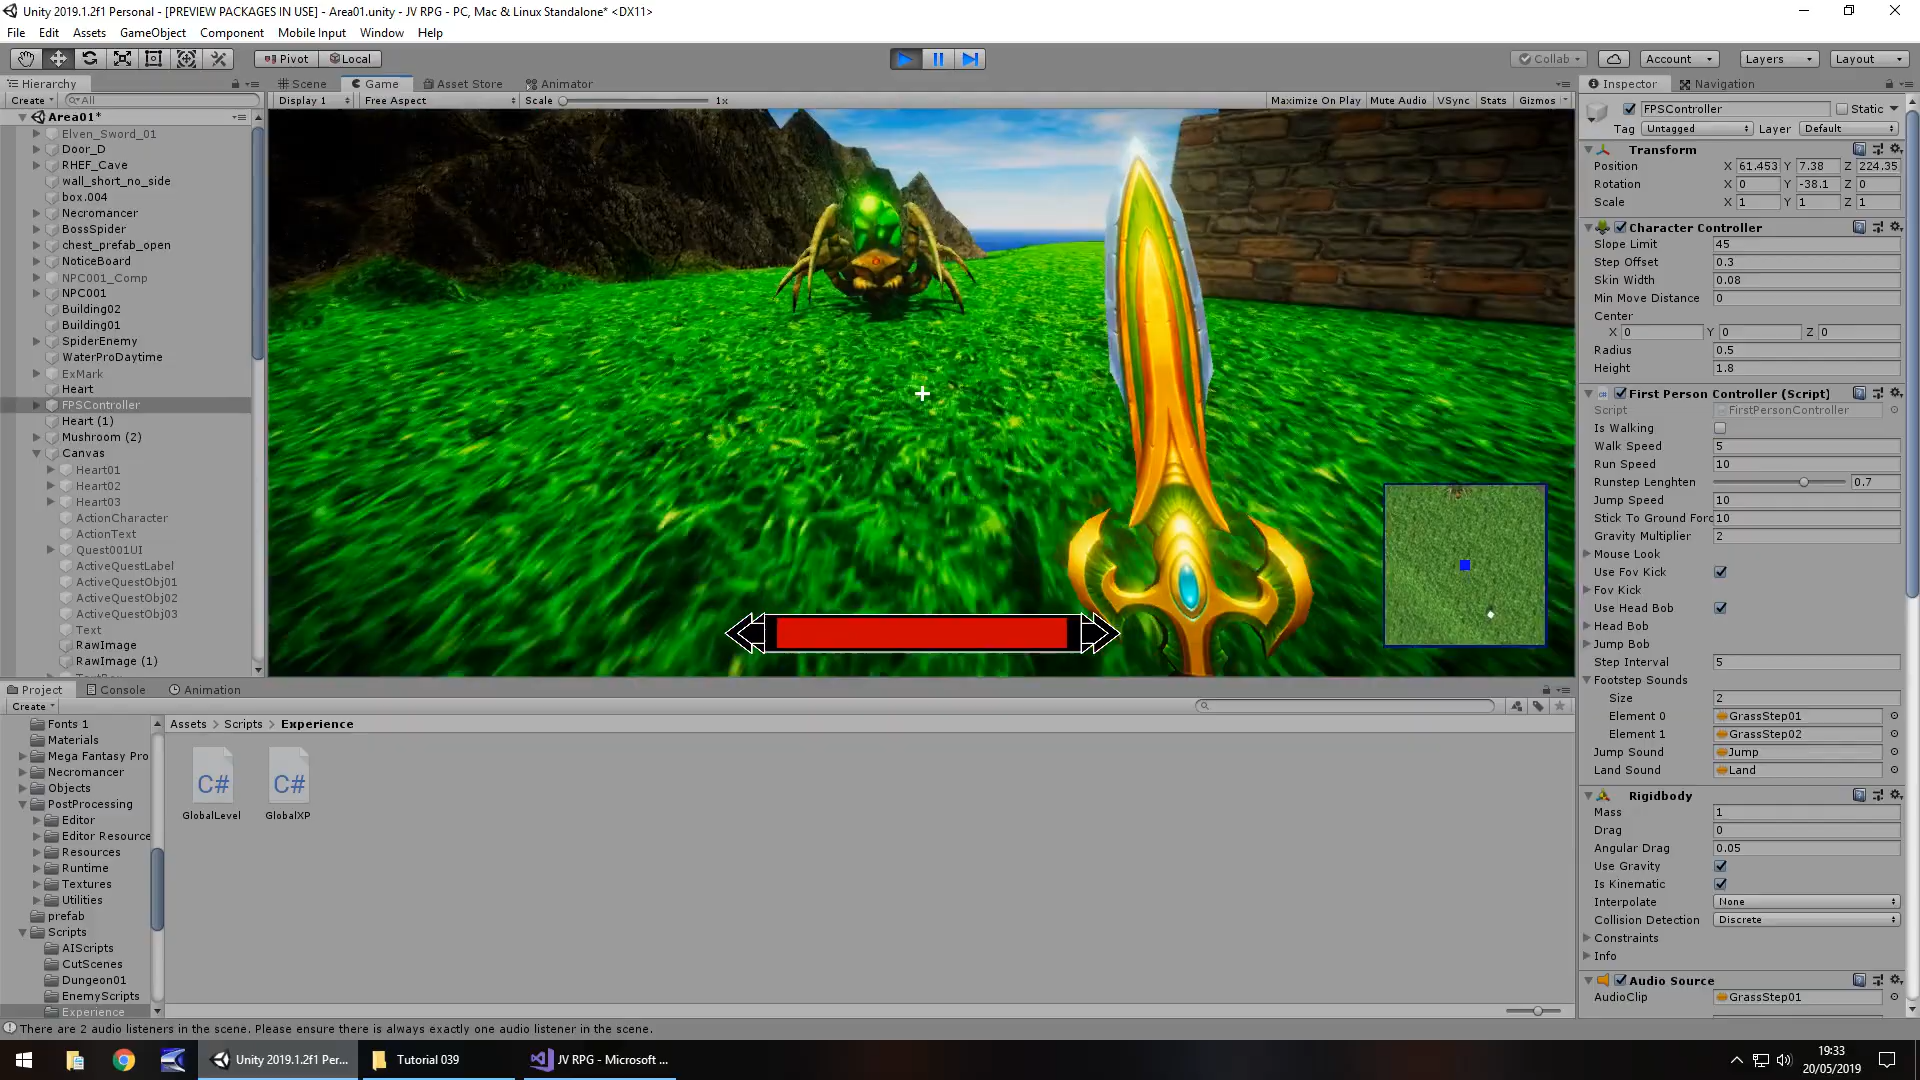 Unity 2019.1.2f1 Personal - [PREVIEW PACKAGES IN USE] - Area01.unity - JV RPG - PC, Mac & Linux Standalone* <DX11>
File Edit Assets GameObject Component Mobile Input Window Help
Pivot Local Collab Account Layers Layout
Hierarchy Scene Game Asset Store Animator Inspector Navigation
Create All Display 1 Free Aspect Scale 1x Maximize On Play Mute Audio VSync Stats Gizmos
Area01*
Elven_Sword_01
Door_D
RHEF_Cave
wall_short_no_side
box.004
Necromancer
BossSpider
chest_prefab_open
NoticeBoard
NPC001_Comp
NPC001
Building02
Building01
SpiderEnemy
WaterProDaytime
ExMark
Heart
FPSController
Heart (1)
Mushroom (2)
Canvas
Heart01
Heart02
Heart03
ActionCharacter
ActionText
Quest001UI
ActiveQuestLabel
ActiveQuestObj01
ActiveQuestObj02
ActiveQuestObj03
Text
RawImage
RawImage (1)
FPSController Static
Tag Untagged Layer Default
Transform
Position X 61.453 Y 7.38 Z 224.35
Rotation X 0 Y -38.1 Z 0
Scale X 1 Y 1 Z 1
Character Controller
Slope Limit 45
Step Offset 0.3
Skin Width 0.08
Min Move Distance 0
Center
X 0 Y 0 Z 0
Radius 0.5
Height 1.8
First Person Controller (Script)
Script FirstPersonController
Is Walking
Walk Speed 5
Run Speed 10
Runstep Lenghten 0.7
Jump Speed 10
Stick To Ground Forc 10
Gravity Multiplier 2
Mouse Look
Use Fov Kick
Fov Kick
Use Head Bob
Head Bob
Jump Bob
Step Interval 5
Footstep Sounds
Size 2
Element 0 GrassStep01
Element 1 GrassStep02
Jump Sound Jump
Land Sound Land
Rigidbody
Mass 1
Drag 0
Angular Drag 0.05
Use Gravity
Is Kinematic
Interpolate None
Collision Detection Discrete
Constraints
Info
Audio Source
AudioClip GrassStep01
Project Console Animation
Create
Fonts 1
Materials
Mega Fantasy Pro
Necromancer
Objects
PostProcessing
Editor
Editor Resource
Resources
Runtime
Textures
Utilities
prefab
Scripts
AIScripts
CutScenes
Dungeon01
EnemyScripts
Experience
Assets > Scripts > Experience
C# C#
GlobalLevel GlobalXP
There are 2 audio listeners in the scene. Please ensure there is always exactly one audio listener in the scene.
Unity 2019.1.2f1 Per... Tutorial 039 JV RPG - Microsoft ...
19:33
20/05/2019